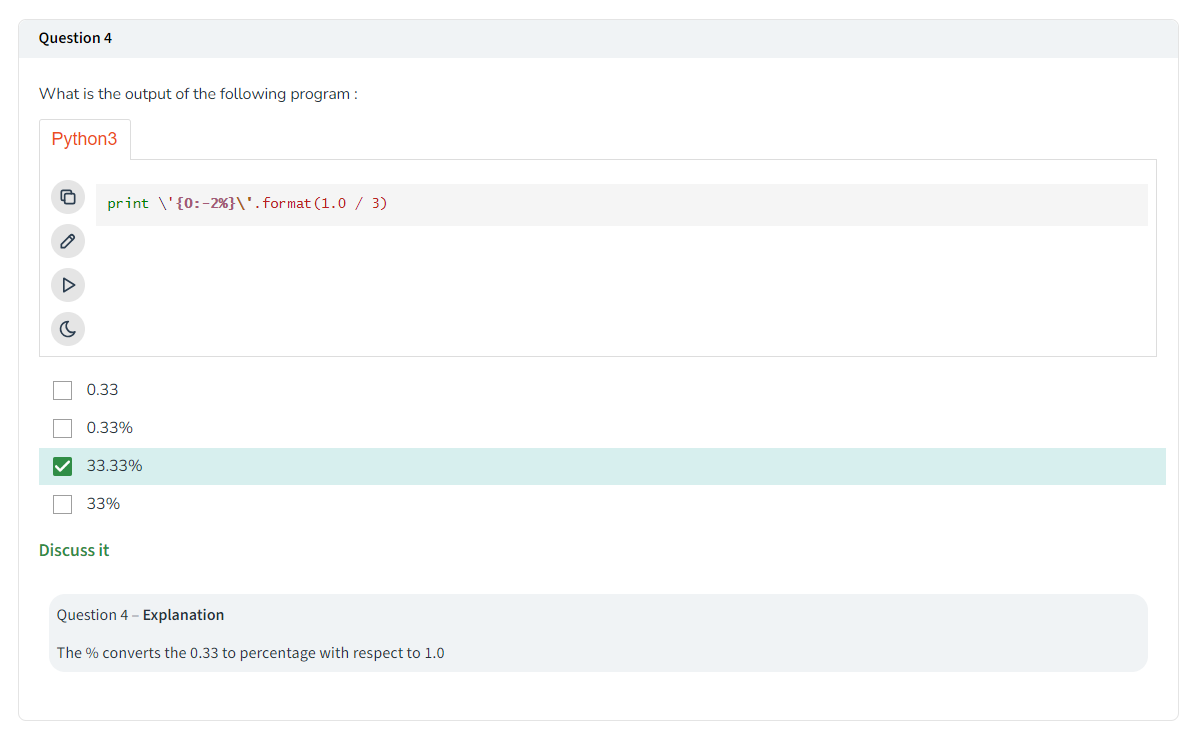 Question 4
What is the output of the following program :
Python3
print \'{0:-2%}\'.format(1.0 / 3)
0.33
0.33%
33.33%
33%
Discuss it
Question 4 – Explanation
The % converts the 0.33 to percentage with respect to 1.0